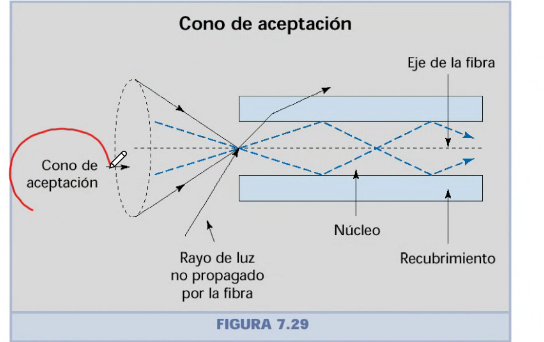 Cono de aceptación
Eje de la fibra
Cono de
aceptación
Núcleo
Rayo de luz
no propagado
por la fibra
Recubrimiento
FIGURA 7.29